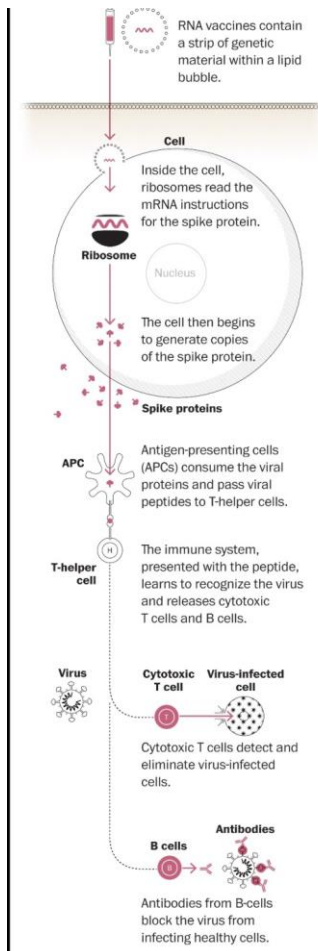 RNA vaccines contain
a strip of genetic
material within a lipid
bubble.
Cell
Inside the cell,
ribosomes read the
mRNA instructions
for the spike protein.
Ribosome
Nucleus
The cell then begins
to generate copies
of the spike protein.
Spike proteins
APC
Antigen-presenting cells
(APCs) consume the viral
proteins and pass viral
peptides to T-helper cells.
H
T-helper
cell
The immune system,
presented with the peptide,
learns to recognize the virus
and releases cytotoxic
T cells and B cells.
Virus
Cytotoxic
T cell
Virus-infected
cell
T
Cytotoxic T cells detect and
eliminate virus-infected
cells.
B cells
Antibodies
B
Antibodies from B-cells
block the virus from
infecting healthy cells.